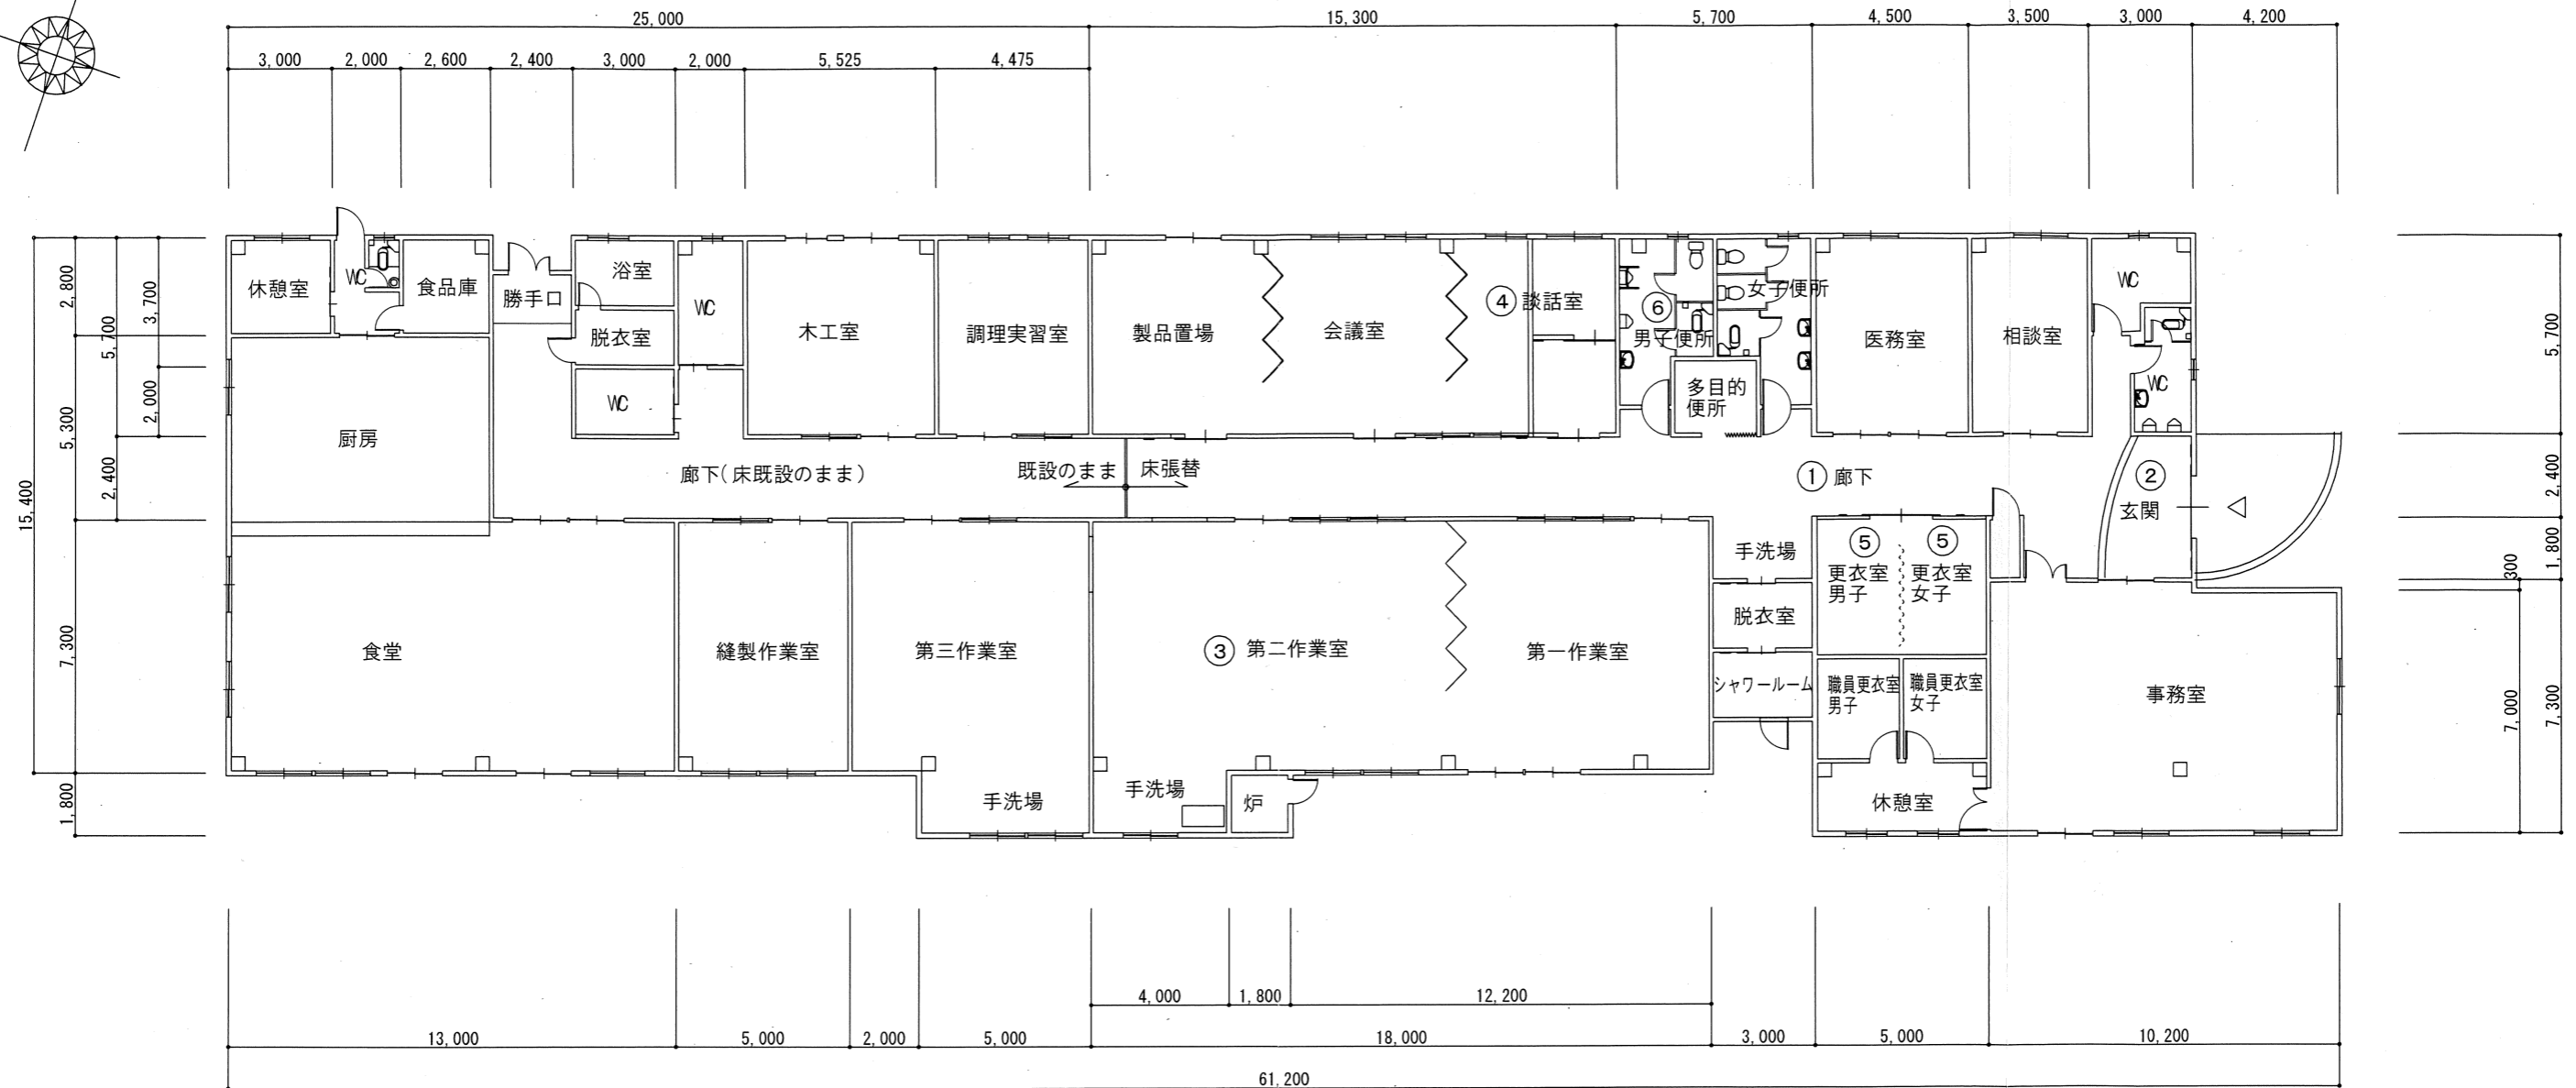 25,000
15,300
5,700
4,500
3,500
3,000
4,200
3,000
2,000
2,600
2,400
3,000
2,000
5,525
4,475
15,400
2,800
5,300
7,300
1,800
5,700
2,400
3,700
2,000
休憩室
WC
食品庫
勝手口
浴室
脱衣室
WC
WC
木工室
調理実習室
製品置場
会議室
④ 談話室
⑥
男子便所
女子便所
多目的
便所
医務室
相談室
WC
WC
厨房
廊下(床既設のまま)
既設のまま
床張替
① 廊下
②
玄関
食堂
縫製作業室
第三作業室
手洗場
③ 第二作業室
第一作業室
手洗場
炉
手洗場
脱衣室
シャワールーム
⑤
更衣室
男子
⑤
更衣室
女子
職員更衣室
男子
職員更衣室
女子
休憩室
事務室
5,700
2,400
1,800
300
7,000
7,300
4,000
1,800
12,200
13,000
5,000
2,000
5,000
18,000
3,000
5,000
10,200
61,200